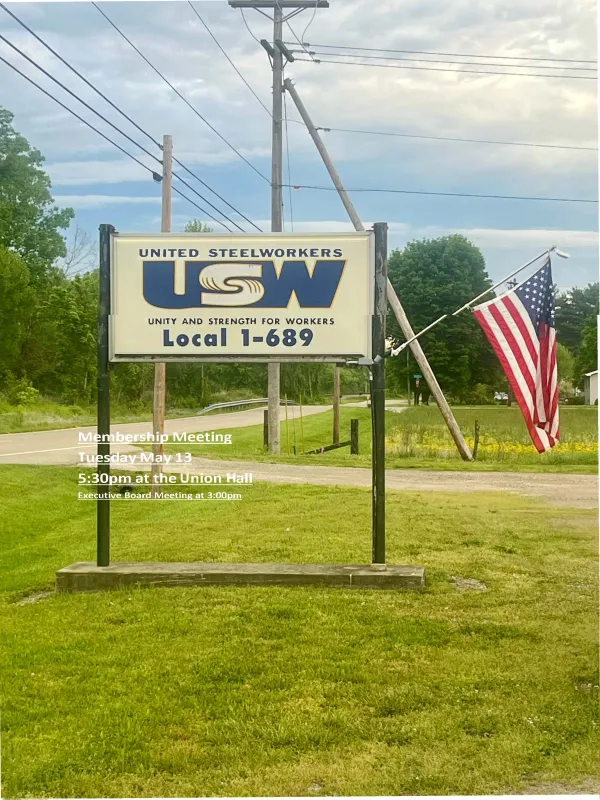 UNITED STEELWORKERS
USW
UNITY AND STRENGTH FOR WORKERS
Local 1-689
Membership Meeting
Tuesday May 13
5:30pm at the Union Hall
Executive Board Meeting at 3:00pm